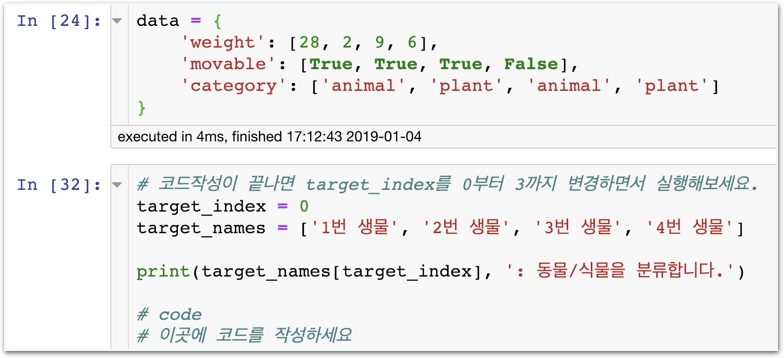 In [24]:
data = {
    'weight': [28, 2, 9, 6],
    'movable': [True, True, True, False],
    'category': ['animal', 'plant', 'animal', 'plant']
}
executed in 4ms, finished 17:12:43 2019-01-04
In [32]:
# 코드작성이 끝나면 target_index를 0부터 3까지 변경하면서 실행해보세요.
target_index = 0
target_names = ['1번 생물', '2번 생물', '3번 생물', '4번 생물']
print(target_names[target_index], ': 동물/식물을 분류합니다.')
# code
# 이곳에 코드를 작성하세요